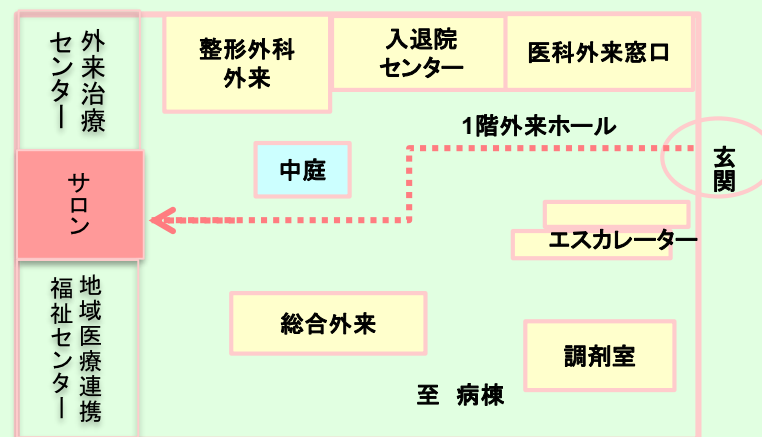 外来治療
センター
整形外科
外来
入退院
センター
医科外来窓口
1階外来ホール
玄関
中庭
サロン
エスカレーター
地域医療連携
福祉センター
総合外来
調剤室
至 病棟